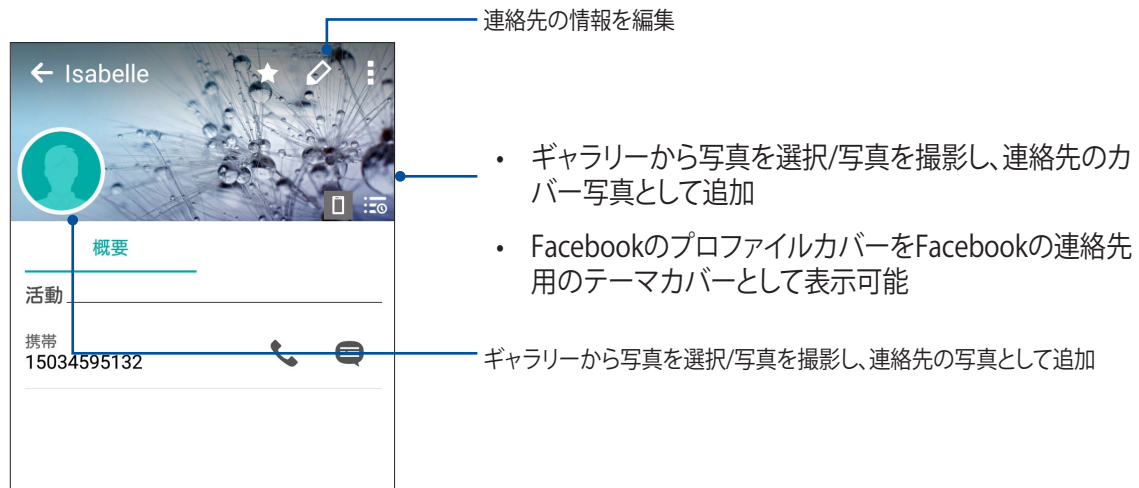 連絡先の情報を編集
Isabelle
• ギャラリーから写真を選択/写真を撮影し、連絡先のカ
バー写真として追加
• FacebookのプロファイルカバーをFacebookの連絡先
用のテーマカバーとして表示可能
概要
活動
携帯
15034595132
ギャラリーから写真を選択/写真を撮影し、連絡先の写真として追加